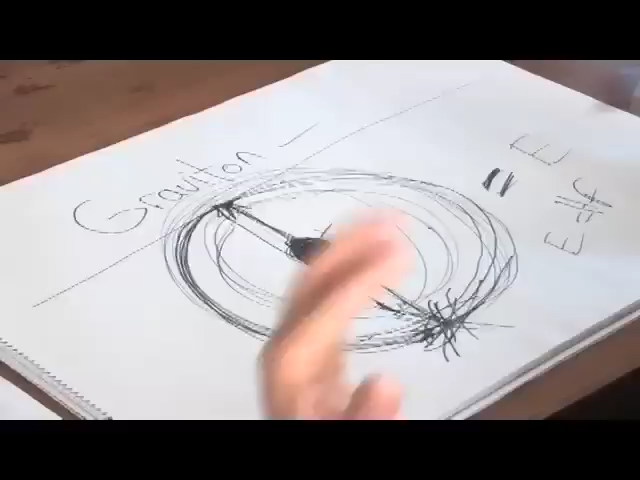 Graviton —
= E
E ≠ C